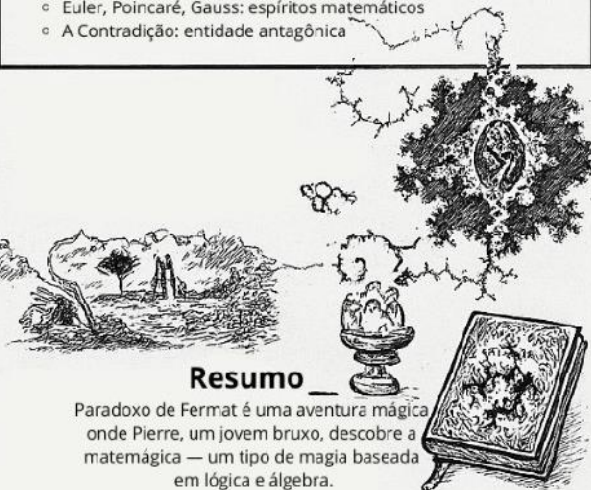 Euler, Poincaré, Gauss: espíritos matemáticos
A Contradição: entidade antagônica
Resumo
Paradoxo de Fermat é uma aventura mágica
onde Pierre, um jovem bruxo, descobre a
matemágica — um tipo de magia baseada
em lógica e álgebra.